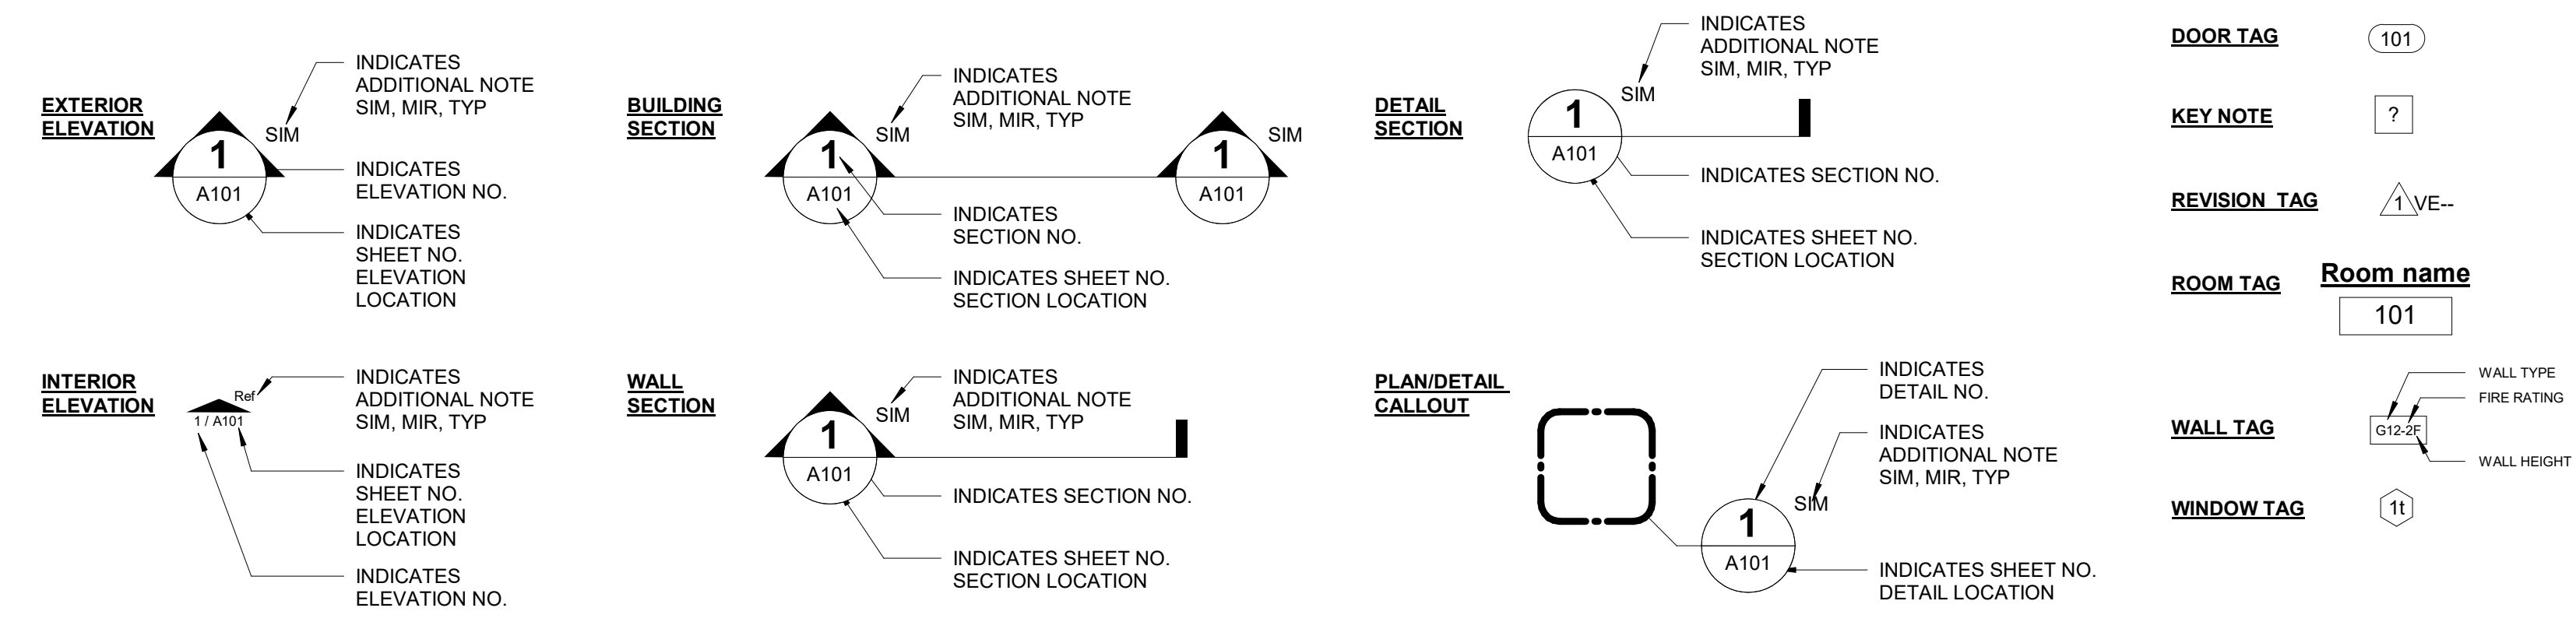 EXTERIOR
ELEVATION
1
A101
SIM
INDICATES
ADDITIONAL NOTE
SIM, MIR, TYP
INDICATES
ELEVATION NO.
INDICATES
SHEET NO.
ELEVATION
LOCATION
INTERIOR
ELEVATION
Ref
1 / A101
INDICATES
ADDITIONAL NOTE
SIM, MIR, TYP
INDICATES
SHEET NO.
ELEVATION
LOCATION
INDICATES
ELEVATION NO.
BUILDING
SECTION
1
A101
SIM
INDICATES
ADDITIONAL NOTE
SIM, MIR, TYP
1
A101
SIM
INDICATES
SECTION NO.
INDICATES SHEET NO.
SECTION LOCATION
WALL
SECTION
1
A101
SIM
INDICATES
ADDITIONAL NOTE
SIM, MIR, TYP
INDICATES SECTION NO.
INDICATES SHEET NO.
SECTION LOCATION
DETAIL
SECTION
1
A101
SIM
INDICATES
ADDITIONAL NOTE
SIM, MIR, TYP
INDICATES SECTION NO.
INDICATES SHEET NO.
SECTION LOCATION
PLAN/DETAIL
CALLOUT
1
A101
SIM
INDICATES
DETAIL NO.
INDICATES
ADDITIONAL NOTE
SIM, MIR, TYP
INDICATES SHEET NO.
DETAIL LOCATION
DOOR TAG
101
KEY NOTE
?
REVISION TAG
1 VE--
ROOM TAG
Room name
101
WALL TAG
G12-2F
WALL TYPE
FIRE RATING
WALL HEIGHT
WINDOW TAG
1t